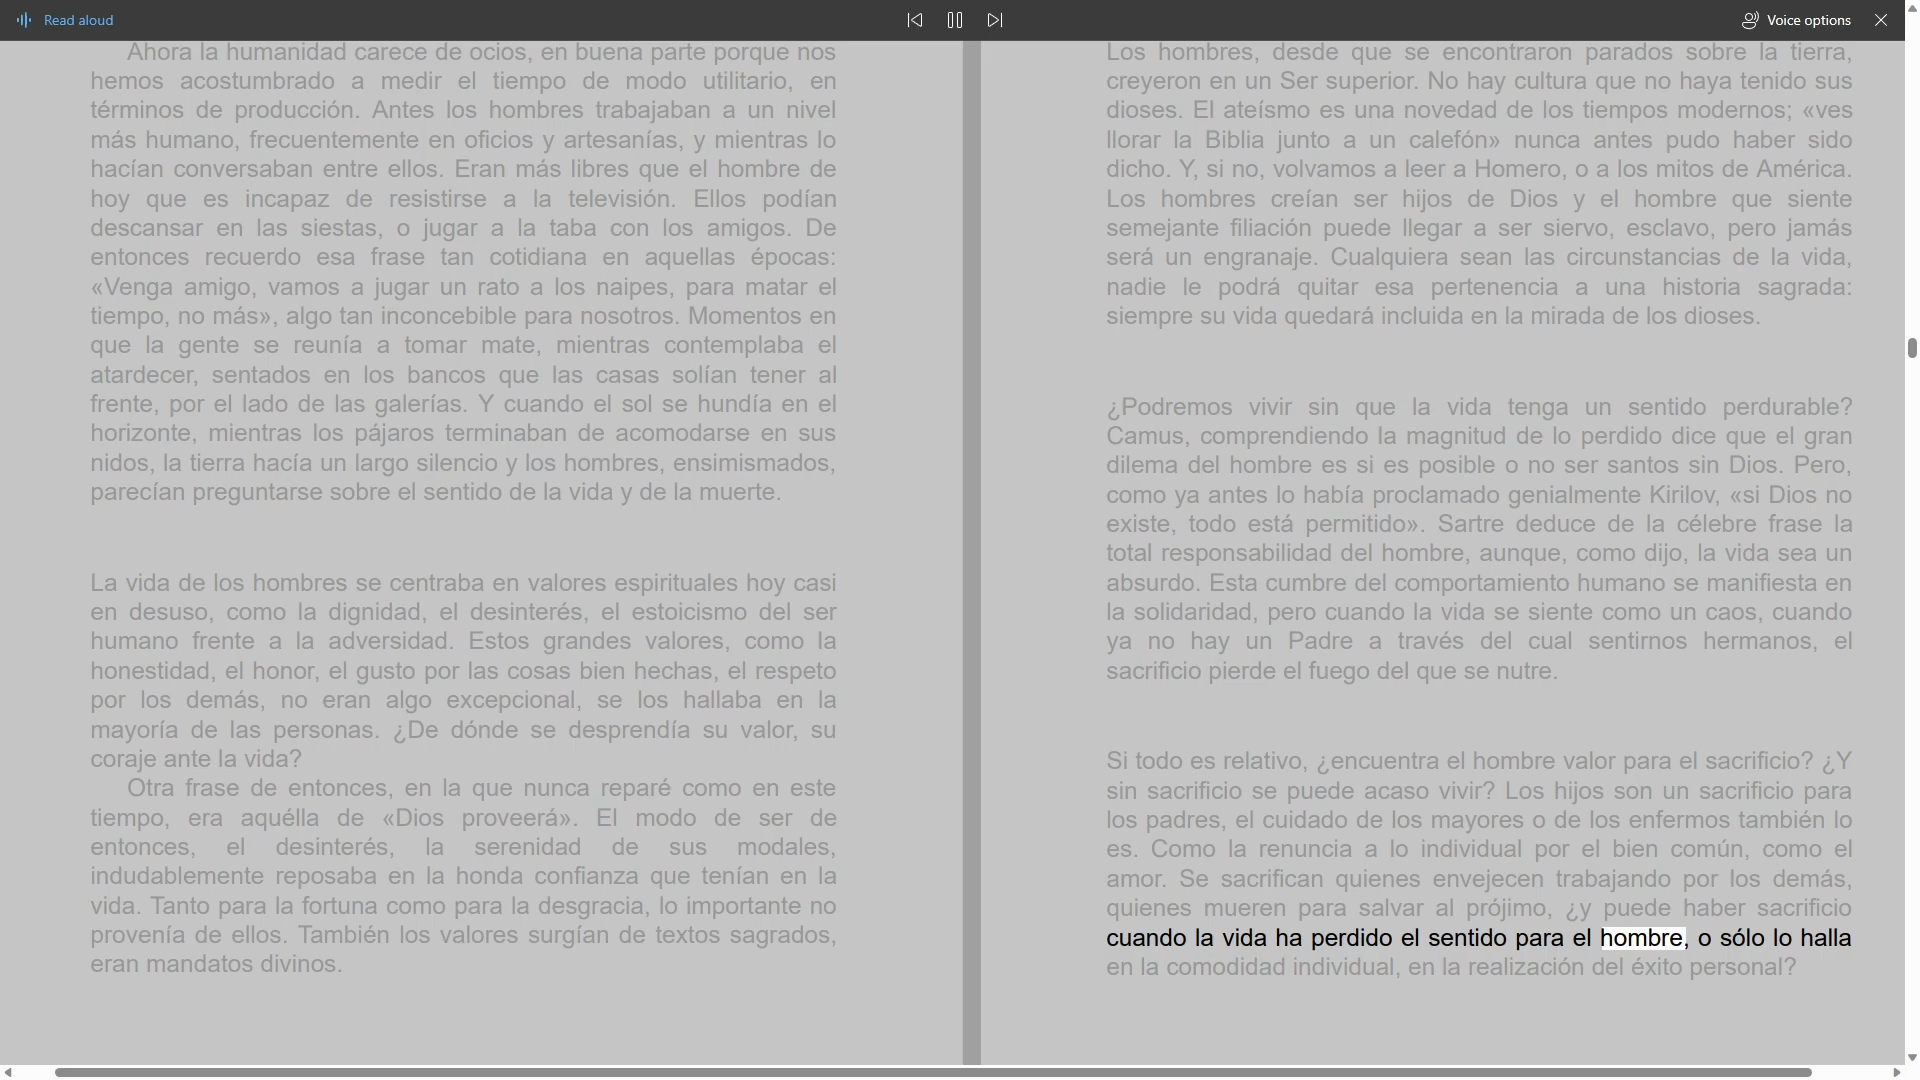 Read aloud
Voice options
Ahora la humanidad carece de ocios, en buena parte porque nos
hemos acostumbrado a medir el tiempo de modo utilitario, en
términos de producción. Antes los hombres trabajaban a un nivel
más humano, frecuentemente en oficios y artesanías, y mientras lo
hacían conversaban entre ellos. Eran más libres que el hombre de
hoy que es incapaz de resistirse a la televisión. Ellos podían
descansar en las siestas, o jugar a la taba con los amigos. De
entonces recuerdo esa frase tan cotidiana en aquellas épocas:
«Venga amigo, vamos a jugar un rato a los naipes, para matar el
tiempo, no más», algo tan inconcebible para nosotros. Momentos en
que la gente se reunía a tomar mate, mientras contemplaba el
atardecer, sentados en los bancos que las casas solían tener al
frente, por el lado de las galerías. Y cuando el sol se hundía en el
horizonte, mientras los pájaros terminaban de acomodarse en sus
nidos, la tierra hacía un largo silencio y los hombres, ensimismados,
parecían preguntarse sobre el sentido de la vida y de la muerte.
La vida de los hombres se centraba en valores espirituales hoy casi
en desuso, como la dignidad, el desinterés, el estoicismo del ser
humano frente a la adversidad. Estos grandes valores, como la
honestidad, el honor, el gusto por las cosas bien hechas, el respeto
por los demás, no eran algo excepcional, se los hallaba en la
mayoría de las personas. ¿De dónde se desprendía su valor, su
coraje ante la vida?
Otra frase de entonces, en la que nunca reparé como en este
tiempo, era aquélla de «Dios proveerá». El modo de ser de
entonces, el desinterés, la serenidad de sus modales,
indudablemente reposaba en la honda confianza que tenían en la
vida. Tanto para la fortuna como para la desgracia, lo importante no
provenía de ellos. También los valores surgían de textos sagrados,
eran mandatos divinos.
Los hombres, desde que se encontraron parados sobre la tierra,
creyeron en un Ser superior. No hay cultura que no haya tenido sus
dioses. El ateísmo es una novedad de los tiempos modernos; «ves
llorar la Biblia junto a un calefón» nunca antes pudo haber sido
dicho. Y, si no, volvamos a leer a Homero, o a los mitos de América.
Los hombres creían ser hijos de Dios y el hombre que siente
semejante filiación puede llegar a ser siervo, esclavo, pero jamás
será un engranaje. Cualquiera sean las circunstancias de la vida,
nadie le podrá quitar esa pertenencia a una historia sagrada:
siempre su vida quedará incluida en la mirada de los dioses.
¿Podremos vivir sin que la vida tenga un sentido perdurable?
Camus, comprendiendo la magnitud de lo perdido dice que el gran
dilema del hombre es si es posible o no ser santos sin Dios. Pero,
como ya antes lo había proclamado genialmente Kirilov, «si Dios no
existe, todo está permitido». Sartre deduce de la célebre frase la
total responsabilidad del hombre, aunque, como dijo, la vida sea un
absurdo. Esta cumbre del comportamiento humano se manifiesta en
la solidaridad, pero cuando la vida se siente como un caos, cuando
ya no hay un Padre a través del cual sentirnos hermanos, el
sacrificio pierde el fuego del que se nutre.
Si todo es relativo, ¿encuentra el hombre valor para el sacrificio? ¿Y
sin sacrificio se puede acaso vivir? Los hijos son un sacrificio para
los padres, el cuidado de los mayores o de los enfermos también lo
es. Como la renuncia a lo individual por el bien común, como el
amor. Se sacrifican quienes envejecen trabajando por los demás,
quienes mueren para salvar al prójimo, ¿y puede haber sacrificio
cuando la vida ha perdido el sentido para el hombre, o sólo lo halla
en la comodidad individual, en la realización del éxito personal?